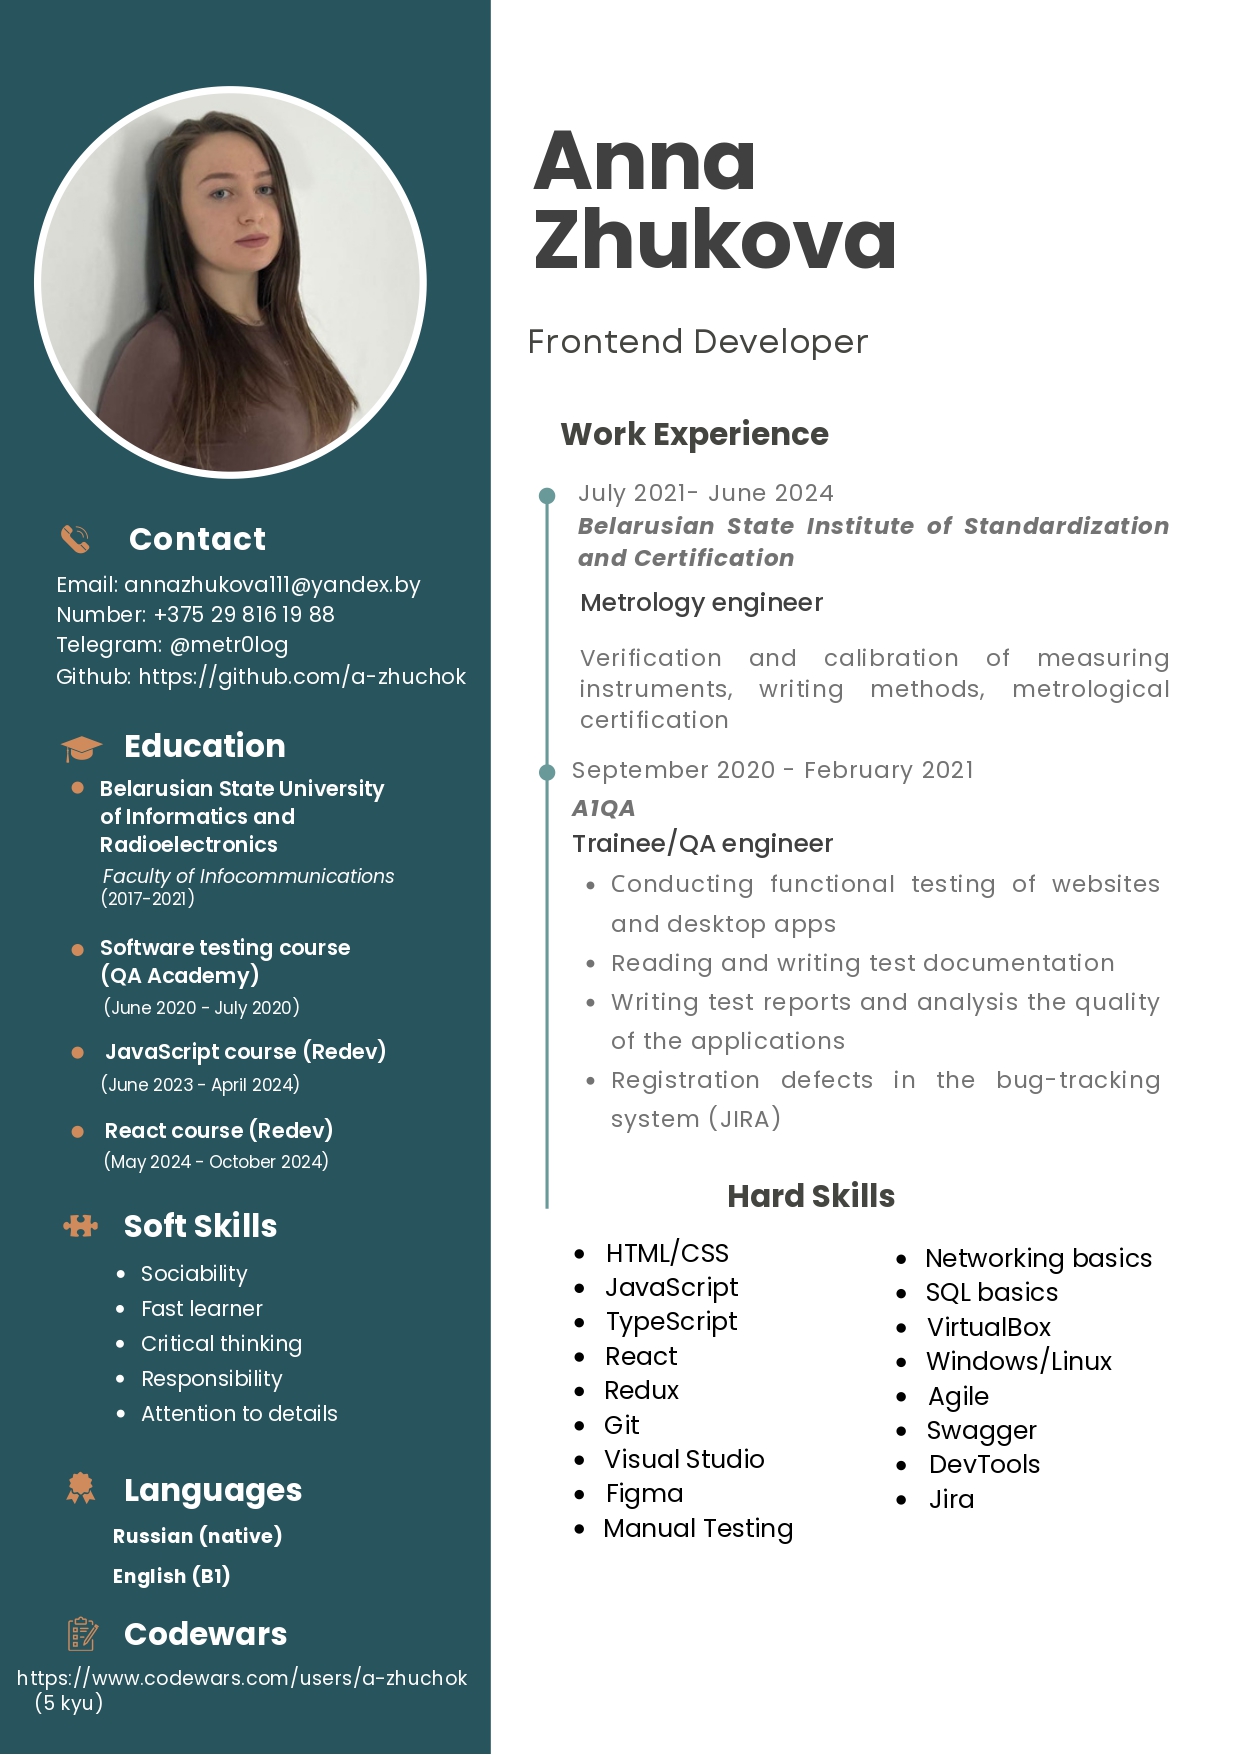 Anna
Zhukova
Frontend Developer
Contact
Email: annazhukova111@yandex.by
Number: +375 29 816 19 88
Telegram: @metr0log
Github: https://github.com/a-zhuchok
Education
Belarusian State University
of Informatics and
Radioelectronics
Faculty of Infocommunications
(2017-2021)
Software testing course
(QA Academy)
(June 2020 - July 2020)
JavaScript course (Redev)
(June 2023 - April 2024)
React course (Redev)
(May 2024 - October 2024)
Soft Skills
• Sociability
• Fast learner
• Critical thinking
• Responsibility
• Attention to details
Languages
Russian (native)
English (B1)
Codewars
https://www.codewars.com/users/a-zhuchok
(5 kyu)
Work Experience
July 2021- June 2024
Belarusian State Institute of Standardization
and Certification
Metrology engineer
Verification and calibration of measuring
instruments, writing methods, metrological
certification
September 2020 - February 2021
A1QA
Trainee/QA engineer
• Conducting functional testing of websites
and desktop apps
• Reading and writing test documentation
• Writing test reports and analysis the quality
of the applications
• Registration defects in the bug-tracking
system (JIRA)
Hard Skills
• HTML/CSS
• JavaScript
• TypeScript
• React
• Redux
• Git
• Visual Studio
• Figma
• Manual Testing
• Networking basics
• SQL basics
• VirtualBox
• Windows/Linux
• Agile
• Swagger
• DevTools
• Jira